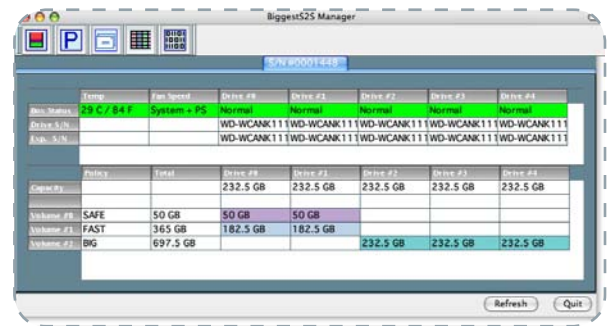 BiggestS2S Manager
P
S/N #0001448
Temp Fan Speed Drive #0 Drive #1 Drive #2 Drive #3 Drive #4
Box Status 29 C / 84 F System + PS Normal Normal Normal Normal Normal
Drive S/N WD-WCANK111 WD-WCANK111 WD-WCANK111 WD-WCANK111 WD-WCANK111
Exp. S/N WD-WCANK111 WD-WCANK111 WD-WCANK111 WD-WCANK111 WD-WCANK111
Policy Total Drive #0 Drive #1 Drive #2 Drive #3 Drive #4
Capacity 232.5 GB 232.5 GB 232.5 GB 232.5 GB 232.5 GB
Volume #0 SAFE 50 GB 50 GB 50 GB
Volume #1 FAST 365 GB 182.5 GB 182.5 GB
Volume #2 BIG 697.5 GB 232.5 GB 232.5 GB 232.5 GB
Refresh Quit